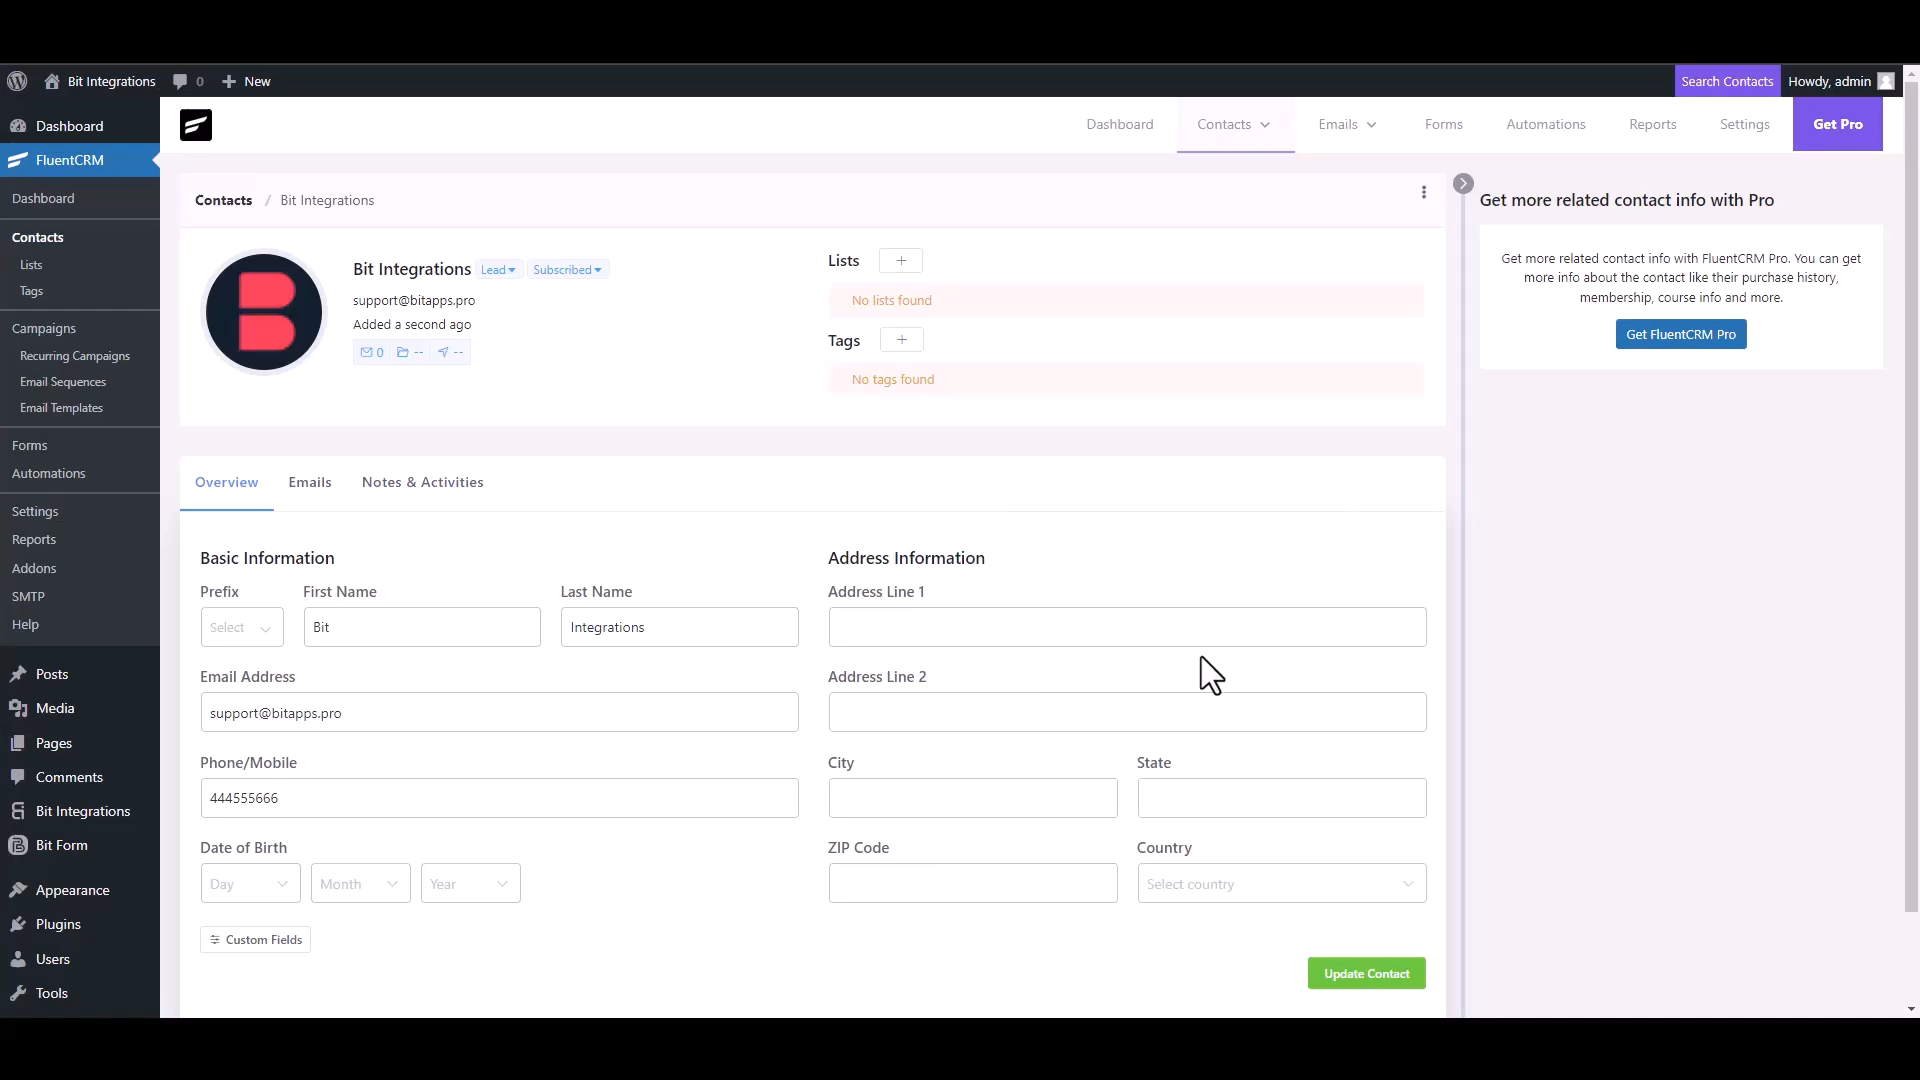 Bit Integrations 0 New Search Contacts Howdy, admin
Dashboard
FluentCRM
Dashboard
Contacts
Lists
Tags
Campaigns
Recurring Campaigns
Email Sequences
Email Templates
Forms
Automations
Settings
Reports
Addons
SMTP
Help
Posts
Media
Pages
Comments
Bit Integrations
Bit Form
Appearance
Plugins
Users
Tools
Dashboard Contacts Emails Forms Automations Reports Settings Get Pro
Contacts / Bit Integrations
Bit Integrations Lead Subscribed
support@bitapps.pro
Added a second ago
0 -- --
Lists +
No lists found
Tags +
No tags found
Get more related contact info with Pro
Get more related contact info with FluentCRM Pro. You can get
more info about the contact like their purchase history,
membership, course info and more.
Get FluentCRM Pro
Overview Emails Notes & Activities
Basic Information
Prefix First Name Last Name
Select Bit Integrations
Email Address
support@bitapps.pro
Phone/Mobile
444555666
Date of Birth
Day Month Year
Custom Fields
Address Information
Address Line 1
Address Line 2
City State
ZIP Code Country
Select country
Update Contact